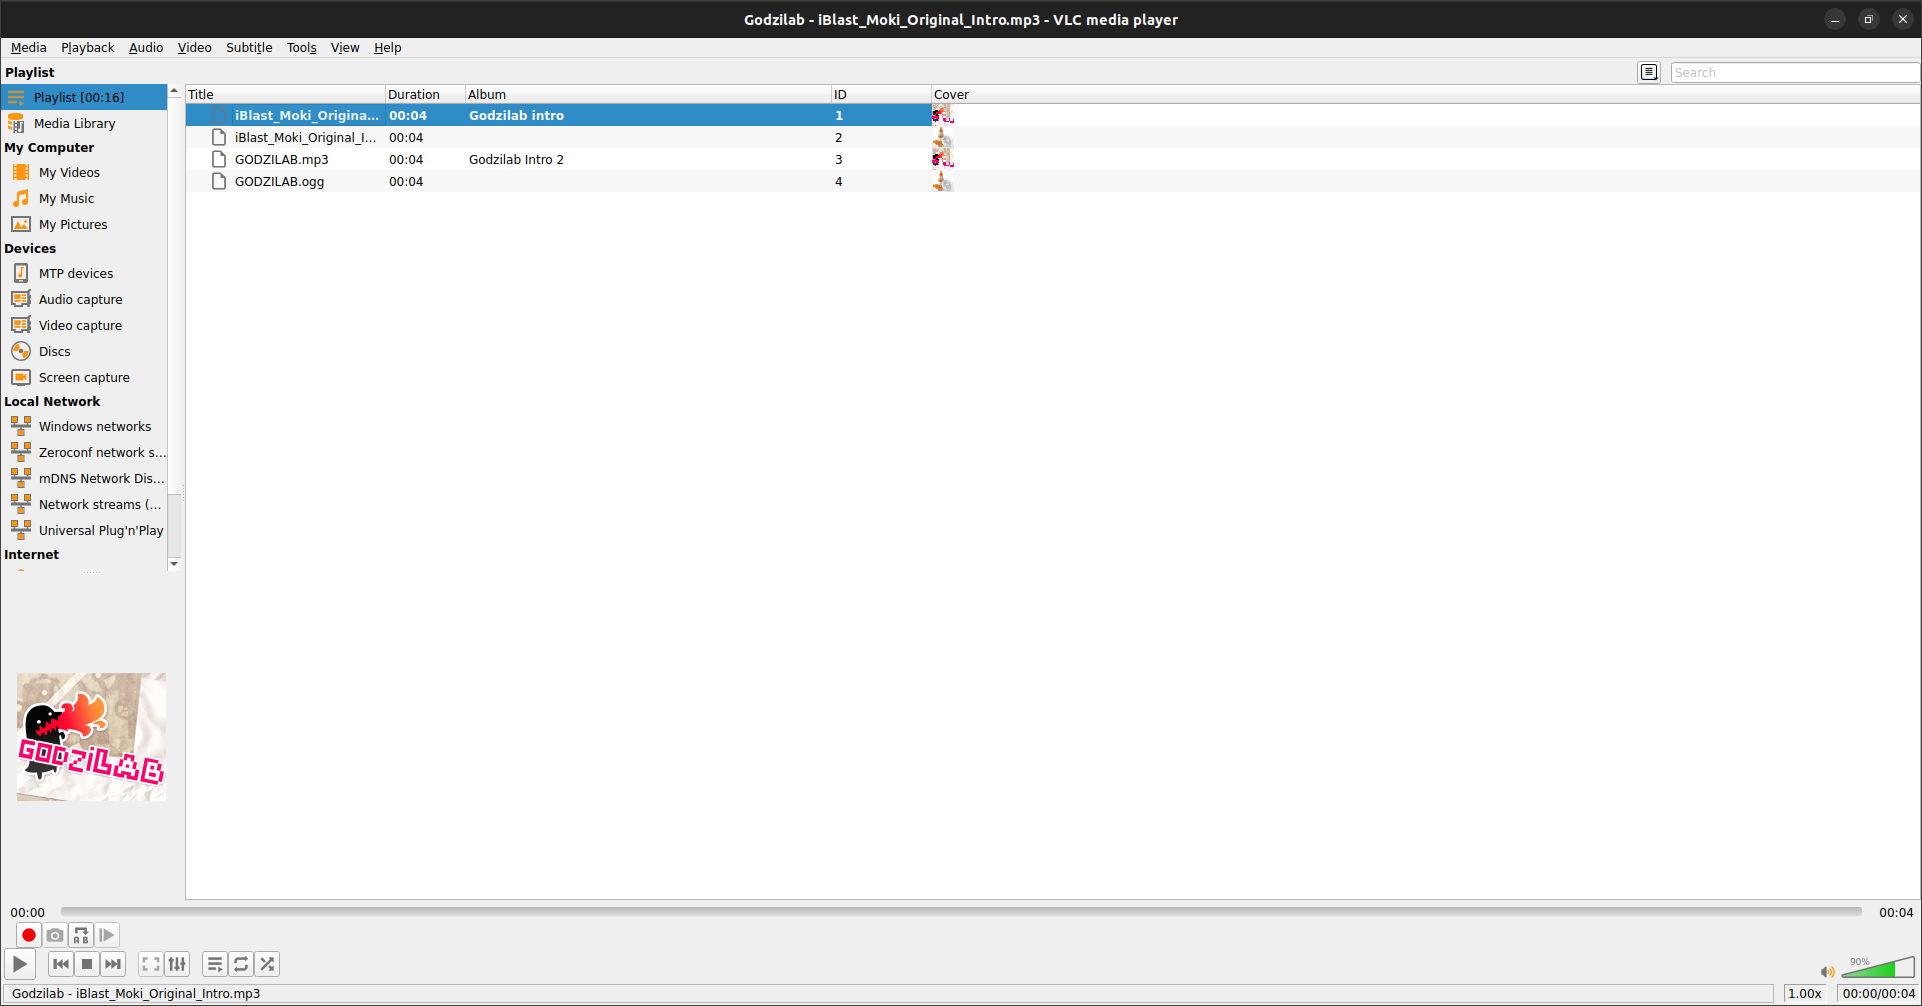 Godzilab - iBlast_Moki_Original_Intro.mp3 - VLC media player
Media Playback Audio Video Subtitle Tools View Help
Playlist
Search
Playlist [00:16]
Media Library
My Computer
My Videos
My Music
My Pictures
Devices
MTP devices
Audio capture
Video capture
Discs
Screen capture
Local Network
Windows networks
Zeroconf network s...
mDNS Network Dis...
Network streams (...
Universal Plug'n'Play
Internet
Title Duration Album ID Cover
iBlast_Moki_Origina... 00:04 Godzilab intro 1
iBlast_Moki_Original_I... 00:04 2
GODZILAB.mp3 00:04 Godzilab Intro 2 3
GODZILAB.ogg 00:04 4
GODZILAB
00:00 00:04
A B
90%
Godzilab - iBlast_Moki_Original_Intro.mp3 1.00x 00:00/00:04